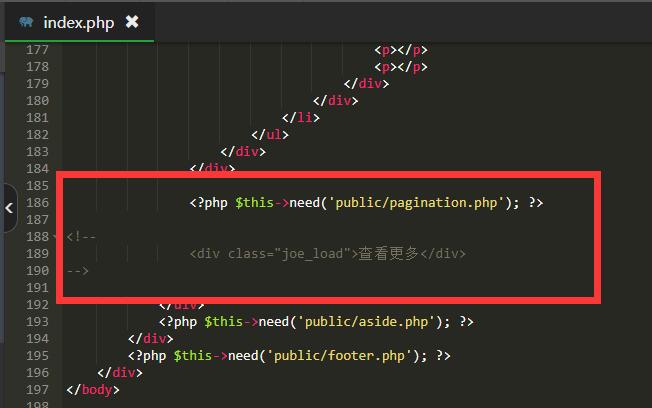 index.php ✖
177 <p></p>
178 <p></p>
179 </div>
180 </div>
181 </li>
182 </ul>
183 </div>
184 </div>
185
186 <?php $this->need('public/pagination.php'); ?>
187
188 <!--
189 <div class="joe_load">查看更多</div>
190 -->
191
192 </div>
193 <?php $this->need('public/aside.php'); ?>
194 </div>
195 <?php $this->need('public/footer.php'); ?>
196 </div>
197 </body>
198